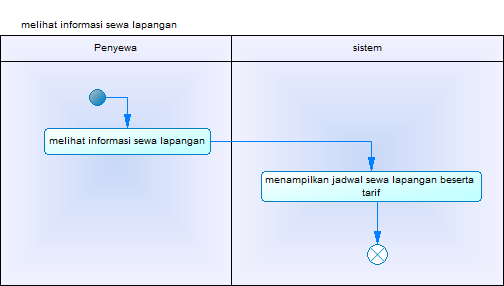 melihat informasi sewa lapangan
Penyewa
sistem
melihat informasi sewa lapangan
menampilkan jadwal sewa lapangan beserta
tarif